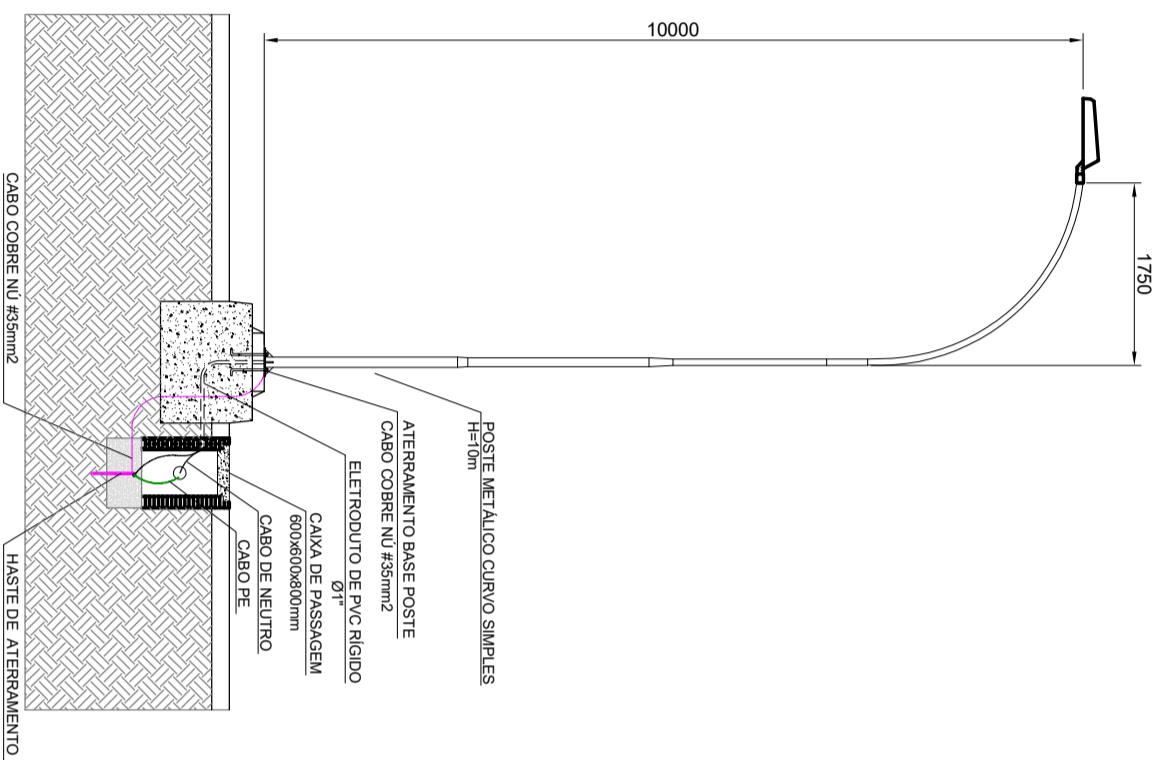 10000
1750
POSTE METÁLICO CURVO SIMPLES
H=10m
ATERRAMENTO BASE POSTE
CABO COBRE NÚ #35mm2
ELETRODUTO DE PVC RÍGIDO
Ø1"
CAIXA DE PASSAGEM
600x600x800mm
CABO DE NEUTRO
CABO PE
HASTE DE ATERRAMENTO
CABO COBRE NÚ #35mm2